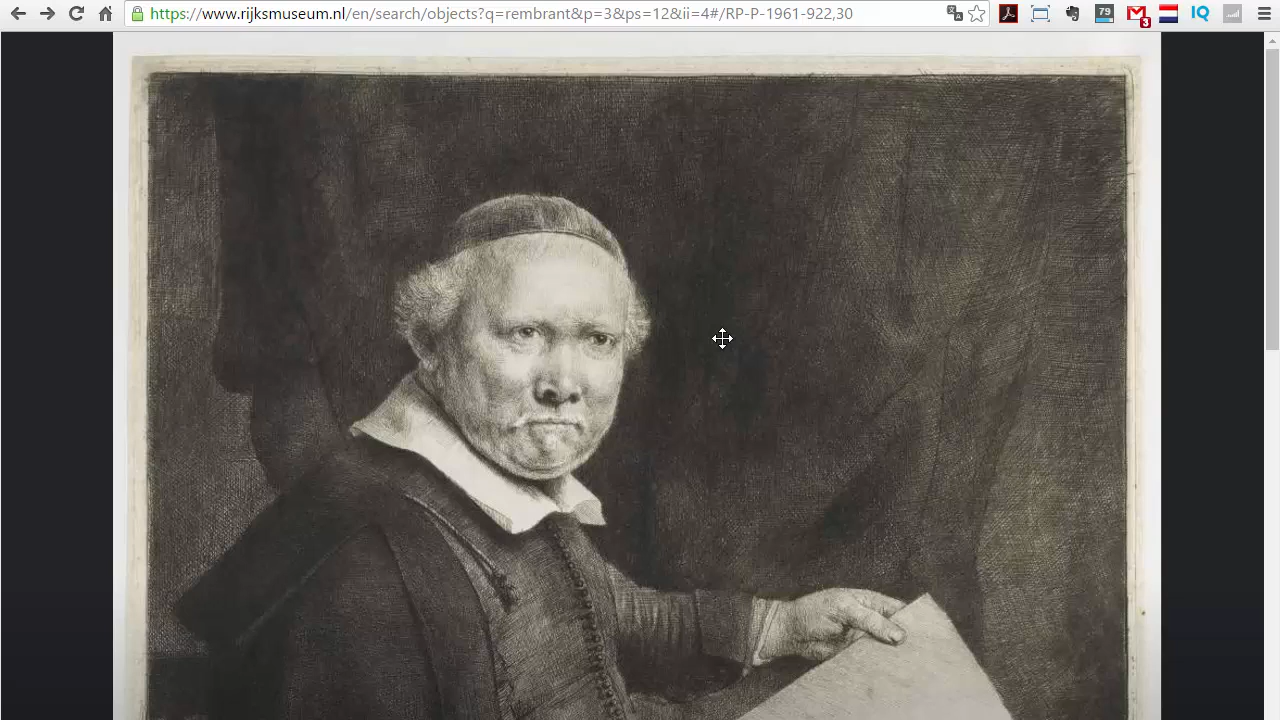 https://www.rijksmuseum.nl/en/search/objects?q=rembrant&p=3&ps=12&ii=4#/RP-P-1961-922,30
79
3
IQ